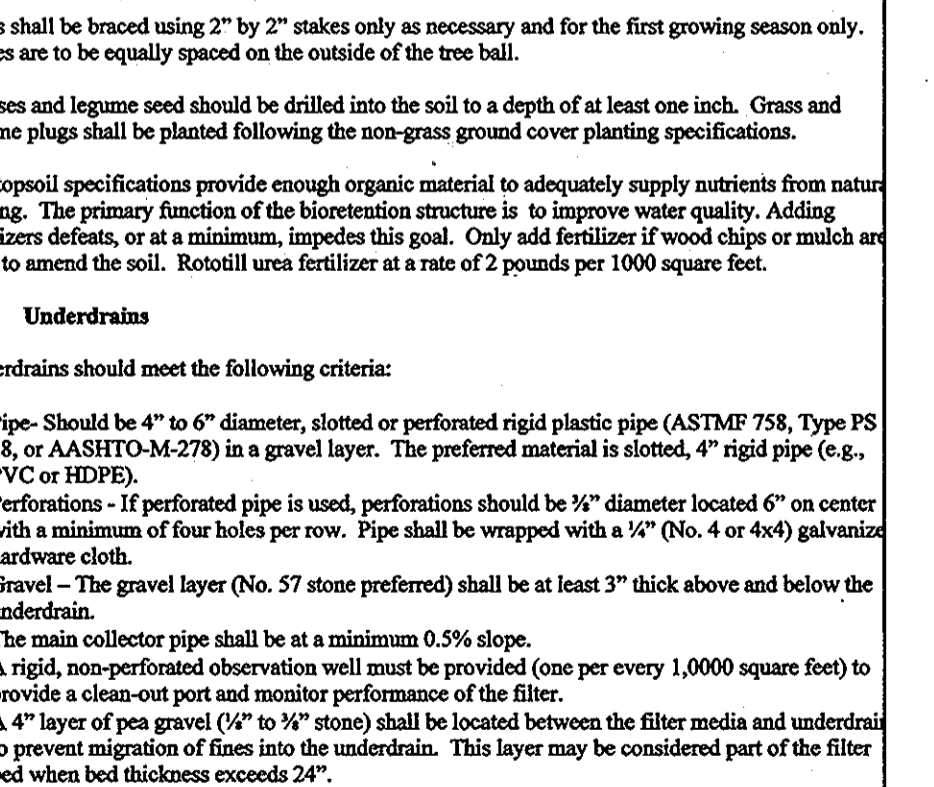 s shall be braced using 2” by 2” stakes only as necessary and for the first growing season only.
es are to be equally spaced on the outside of the tree ball.
ses and legume seed should be drilled into the soil to a depth of at least one inch. Grass and
me plugs shall be planted following the non-grass ground cover planting specifications.
topsoil specifications provide enough organic material to adequately supply nutrients from natura
ng. The primary function of the bioretention structure is to improve water quality. Adding
izers defeats, or at a minimum, impedes this goal. Only add fertilizer if wood chips or mulch are
to amend the soil. Rototill urea fertilizer at a rate of 2 pounds per 1000 square feet.
Underdrains
erdrains should meet the following criteria:
Pipe- Should be 4” to 6” diameter, slotted or perforated rigid plastic pipe (ASTMF 758, Type PS
8, or AASHTO-M-278) in a gravel layer. The preferred material is slotted, 4” rigid pipe (e.g.,
PVC or HDPE).
Perforations - If perforated pipe is used, perforations should be ⅜” diameter located 6” on center
with a minimum of four holes per row. Pipe shall be wrapped with a ¼” (No. 4 or 4x4) galvanize
hardware cloth.
Gravel – The gravel layer (No. 57 stone preferred) shall be at least 3” thick above and below the
underdrain.
The main collector pipe shall be at a minimum 0.5% slope.
A rigid, non-perforated observation well must be provided (one per every 1,0000 square feet) to
provide a clean-out port and monitor performance of the filter.
A 4” layer of pea gravel (⅛” to ⅜” stone) shall be located between the filter media and underdrain
to prevent migration of fines into the underdrain. This layer may be considered part of the filter
bed when bed thickness exceeds 24”.